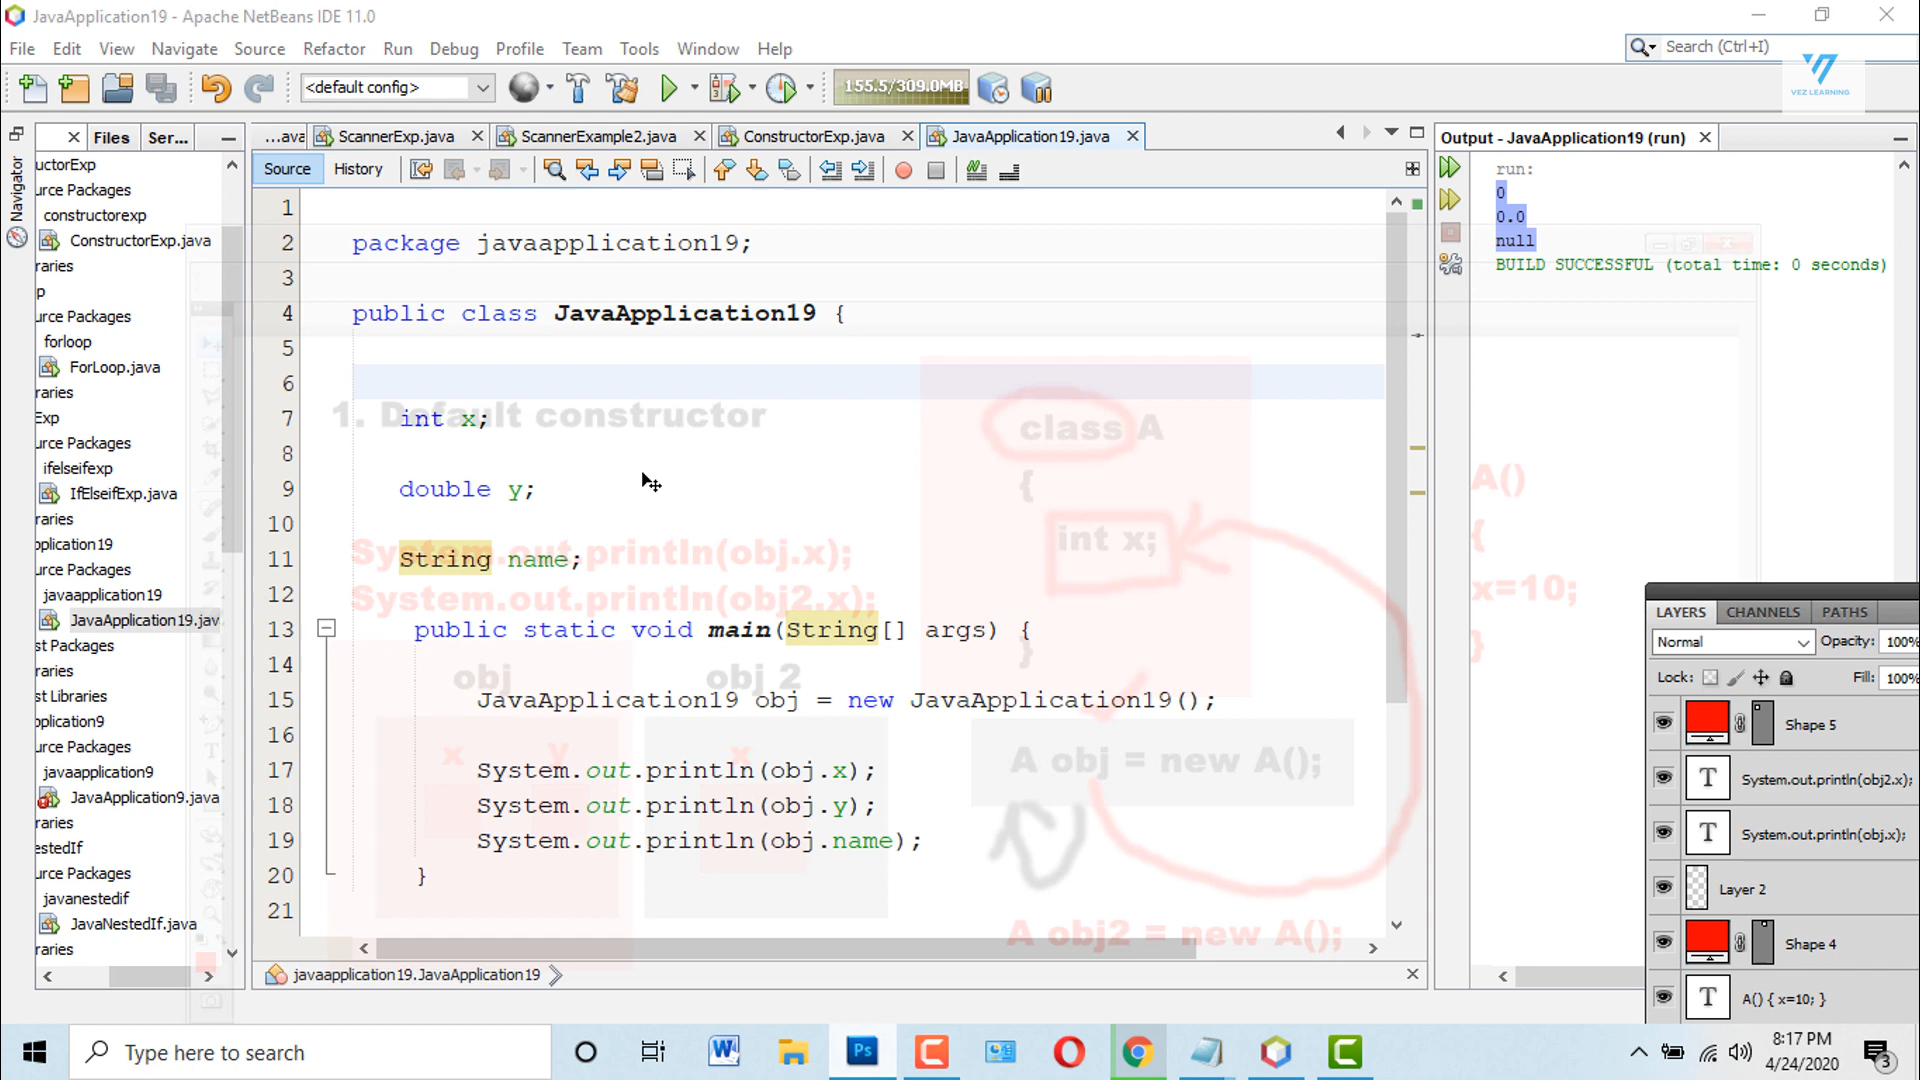 JavaApplication19 - Apache NetBeans IDE 11.0
File Edit View Navigate Source Refactor Run Debug Profile Team Tools Window Help
Search (Ctrl+I)
<default config>
155.5/309.0MB
VEZ LEARNING
Files Ser...
...ava ScannerExp.java ScannerExample2.java ConstructorExp.java JavaApplication19.java
Output - JavaApplication19 (run)
Source History
Navigator
uctorExp
urce Packages
constructorexp
ConstructorExp.java
raries
p
urce Packages
forloop
ForLoop.java
raries
Exp
urce Packages
ifelseifexp
IfElseifExp.java
raries
plication19
urce Packages
javaapplication19
JavaApplication19.jav
st Packages
raries
st Libraries
plication9
urce Packages
javaapplication9
JavaApplication9.java
raries
estedIf
urce Packages
javanestedif
JavaNestedIf.java
raries
1
2 package javaapplication19;
3
4 public class JavaApplication19 {
5
6
7 int x;
8
9 double y;
10
11 String name;
12
13 public static void main(String[] args) {
14
15 JavaApplication19 obj = new JavaApplication19();
16
17 System.out.println(obj.x);
18 System.out.println(obj.y);
19 System.out.println(obj.name);
20 }
21
javaapplication19.JavaApplication19
run:
0
0.0
null
BUILD SUCCESSFUL (total time: 0 seconds)
1. Default constructor
System.out.println(obj.x);
System.out.println(obj2.x);
obj obj 2
x y x
class A
{
int x;
}
A obj = new A();
A obj2 = new A();
A()
{
x=10;
}
LAYERS CHANNELS PATHS
Normal Opacity: 100%
Lock: Fill: 100%
Shape 5
T System.out.println(obj2.x);
T System.out.println(obj.x);
Layer 2
Shape 4
T A() { x=10; }
Type here to search
W
Ps
8:17 PM
4/24/2020
3